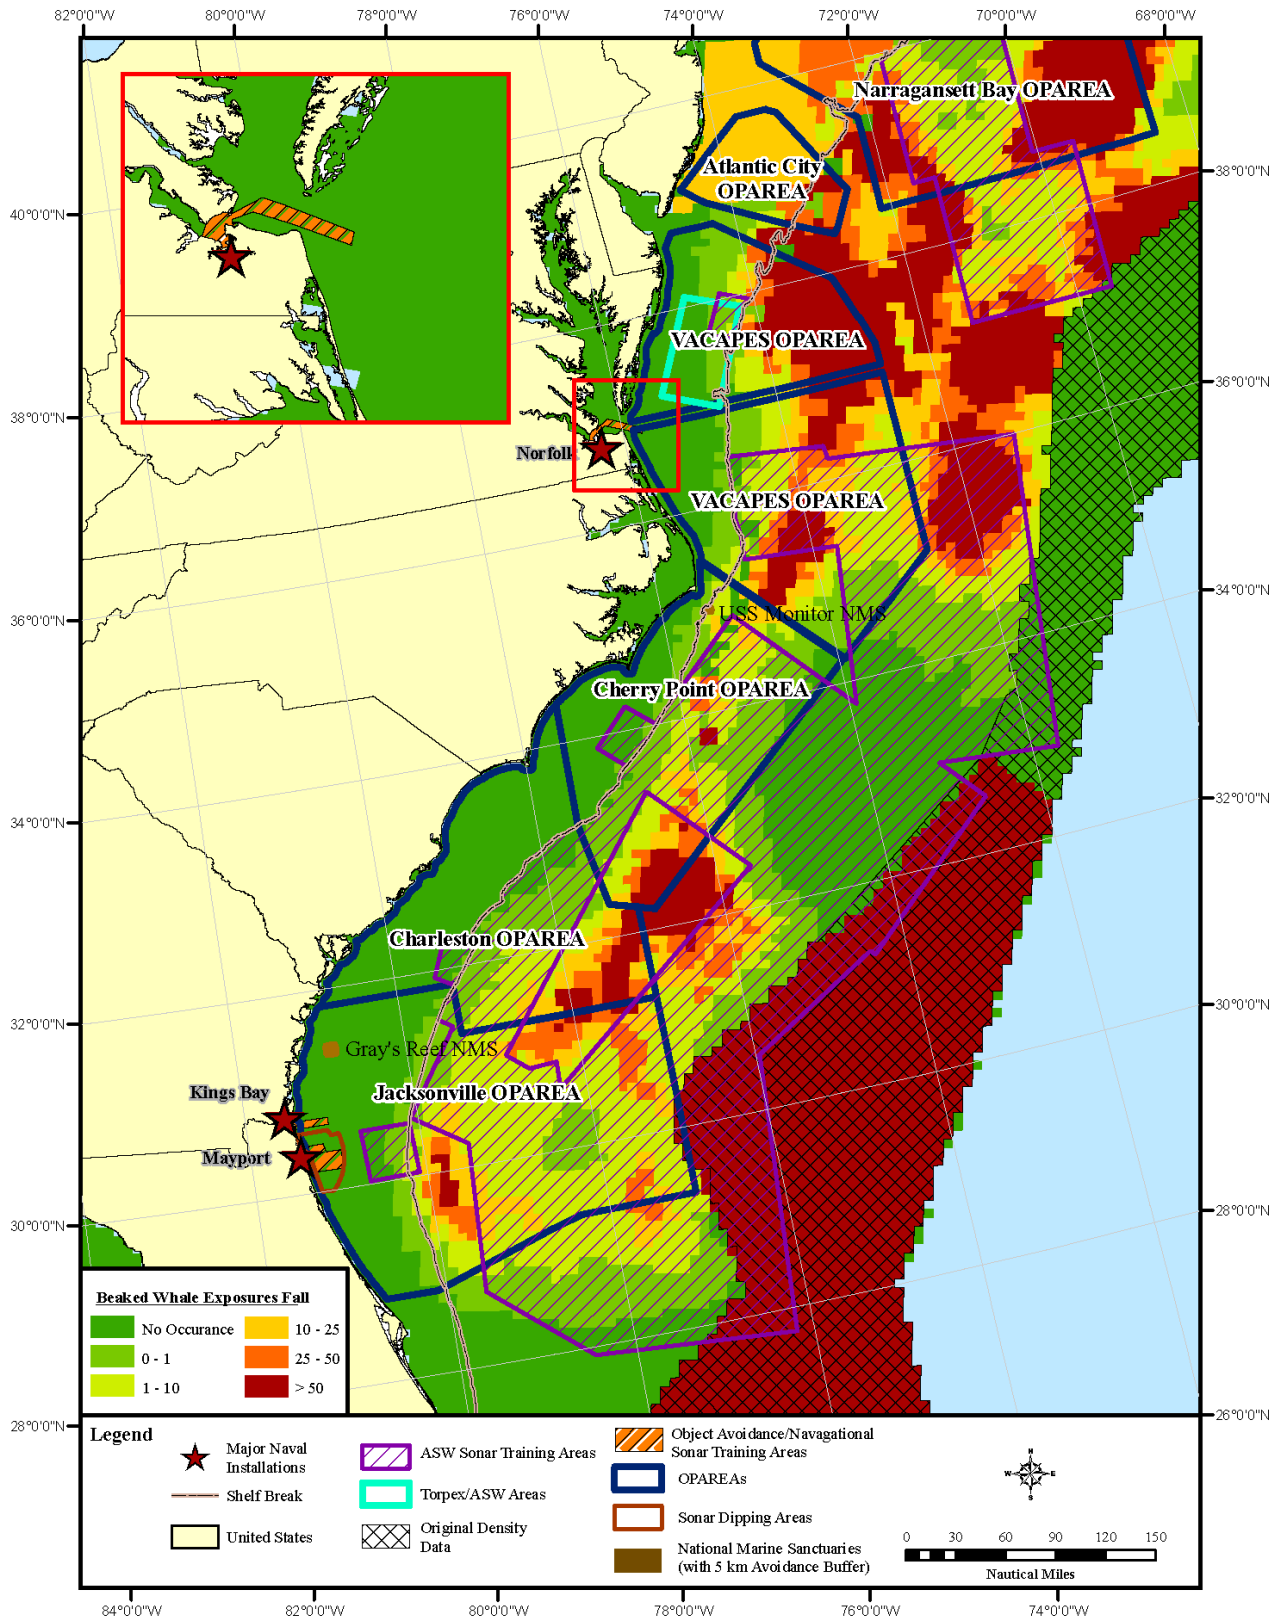 82°0'0"W 80°0'0"W 78°0'0"W 76°0'0"W 74°0'0"W 72°0'0"W 70°0'0"W 68°0'0"W
Narragansett Bay OPAREA
Atlantic City
OPAREA
38°0'0"N
40°0'0"N
VACAPES OPAREA
36°0'0"N
38°0'0"N
Norfolk
VACAPES OPAREA
34°0'0"N
USS Monitor NMS
36°0'0"N
Cherry Point OPAREA
32°0'0"N
34°0'0"N
Charleston OPAREA
30°0'0"N
32°0'0"N
Gray's Reef NMS
Kings Bay
Jacksonville OPAREA
Mayport
28°0'0"N
30°0'0"N
Beaked Whale Exposures Fall
No Occurance
0 - 1
1 - 10
10 - 25
25 - 50
> 50
26°0'0"N
28°0'0"N
Legend
Major Naval
Installations
Shelf Break
United States
ASW Sonar Training Areas
Torpex/ASW Areas
Original Density
Data
Object Avoidance/Navagational
Sonar Training Areas
OPAREAs
Sonar Dipping Areas
National Marine Sanctuaries
(with 5 km Avoidance Buffer)
N
W E
S
0 30 60 90 120 150
Nautical Miles
84°0'0"W 82°0'0"W 80°0'0"W 78°0'0"W 76°0'0"W 74°0'0"W